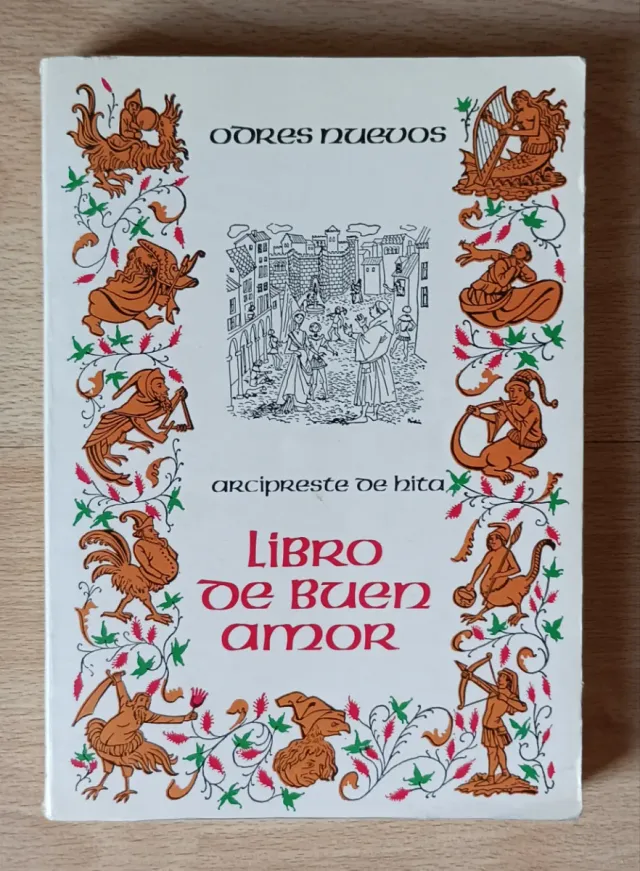 ODRES NUEVOS
arcipreste de hita
LIBRO
DE BUEN
AMOR